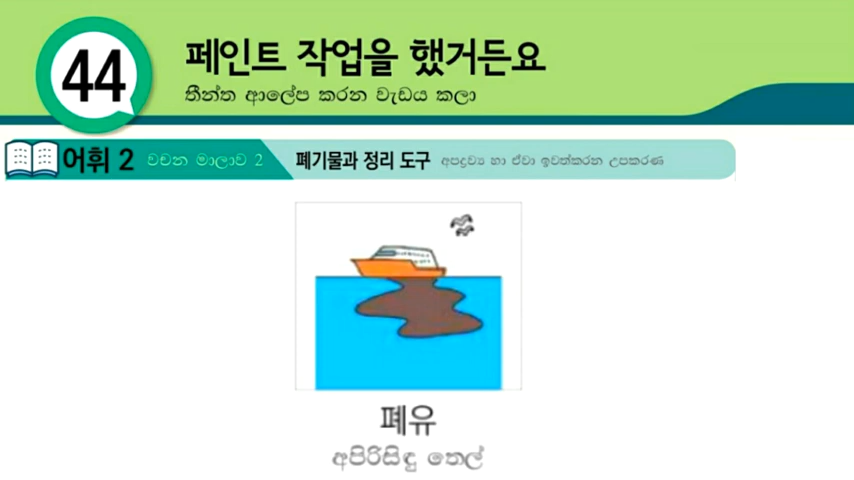 44
페인트 작업을 했거든요
තීන්ත ආලේප කරන වැඩය කලා
어휘 2 වචන මාලාව 2 폐기물과 정리 도구 අපද්‍රව්‍ය හා ඒවා ඉවත්කරන උපකරණ
폐유
අපිරිසිඳු තෙල්